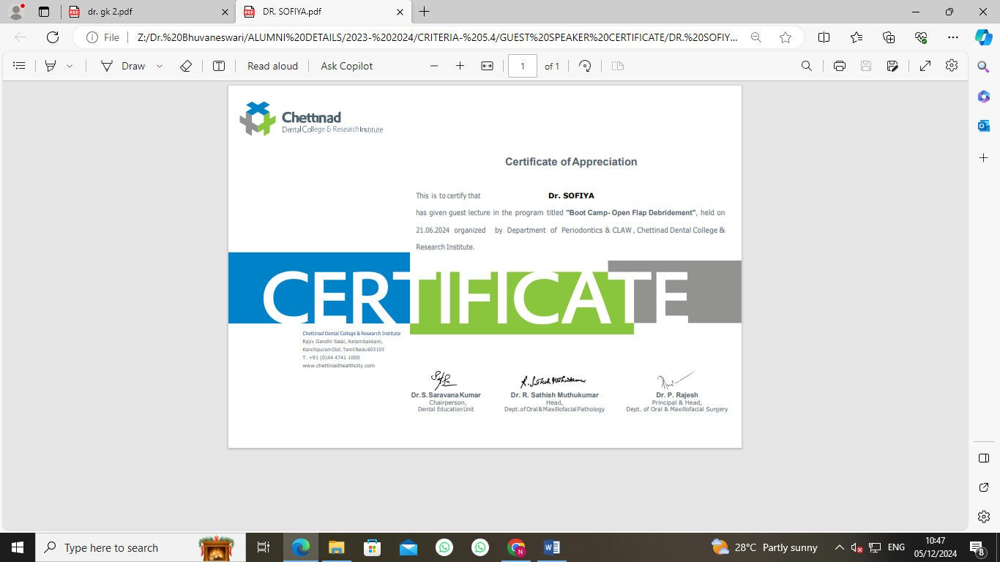 dr. gk 2.pdf
DR. SOFIYA.pdf
File
Z:/Dr.%20Bhuvaneswari/ALUMNI%20DETAILS/2023-%202024/CRITERIA-%205.4/GUEST%20SPEAKER%20CERTIFICATE/DR.%20SOFIY...
Draw
Read aloud
Ask Copilot
1
of 1
Chettinad
Dental College & Research Institute
Certificate of Appreciation
This is to certify that Dr. SOFIYA
has given guest lecture in the program titled "Boot Camp- Open Flap Debridement", held on
21.06.2024 organized by Department of Periodontics & CLAW , Chettinad Dental College &
Research Institute.
CERTIFICATE
Chettinad Dental College & Research Institute
Rajiv Gandhi Salai, Kelambakkam,
Kanchipuram Dist. Tamil Nadu 603 103
T. +91 (0)44 4741 1000
www.chettinadhealthcity.com
R. Sathish Muthukumar
Dr. S. Saravana Kumar
Chairperson,
Dental Education Unit
Dr. R. Sathish Muthukumar
Head,
Dept. of Oral & Maxillofacial Pathology
Dr. P. Rajesh
Principal & Head,
Dept. of Oral & Maxillofacial Surgery
Type here to search
28°C Partly sunny
ENG
10:47
05/12/2024
8